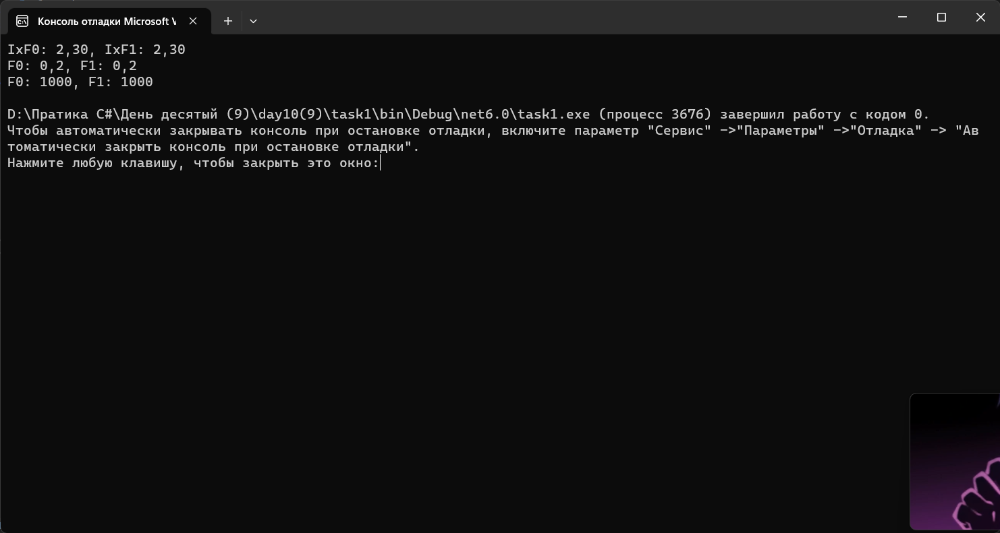 Консоль отладки Microsoft V
IxF0: 2,30, IxF1: 2,30
F0: 0,2, F1: 0,2
F0: 1000, F1: 1000
D:\Пратика C#\День десятый (9)\day10(9)\task1\bin\Debug\net6.0\task1.exe (процесс 3676) завершил работу с кодом 0.
Чтобы автоматически закрывать консоль при остановке отладки, включите параметр "Сервис" ->"Параметры" ->"Отладка" -> "Ав
томатически закрыть консоль при остановке отладки".
Нажмите любую клавишу, чтобы закрыть это окно: